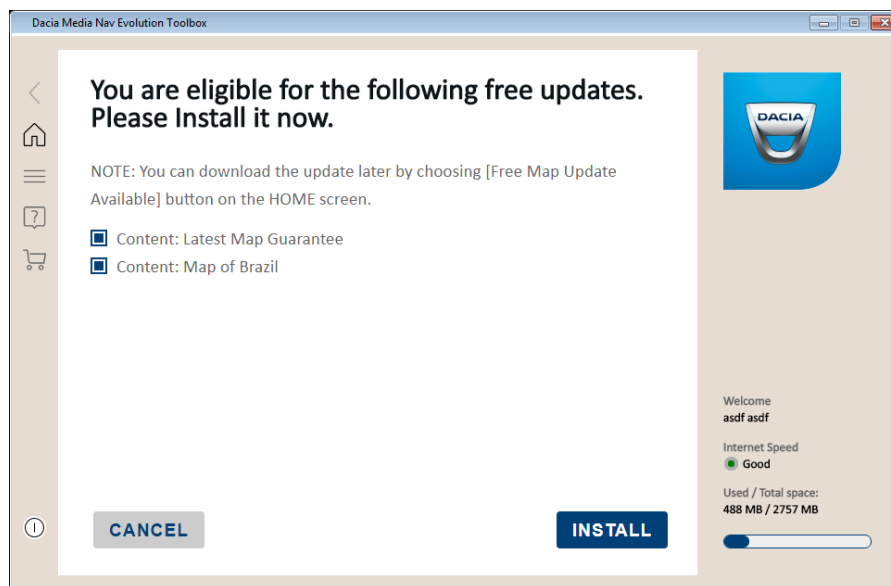 Dacia Media Nav Evolution Toolbox
You are eligible for the following free updates.
Please Install it now.
NOTE: You can download the update later by choosing [Free Map Update
Available] button on the HOME screen.
Content: Latest Map Guarantee
Content: Map of Brazil
CANCEL
INSTALL
DACIA
Welcome
asdf asdf
Internet Speed
Good
Used / Total space:
488 MB / 2757 MB